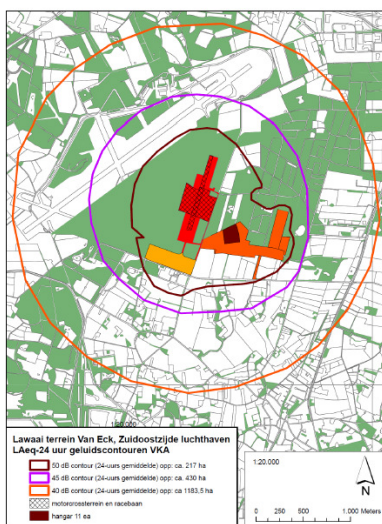 1:20.000
Lawaai terrein Van Eck, Zuidoostzijde luchthaven
LAeq-24 uur geluidscontouren VKA
50 dB contour (24-uurs gemiddelde) opp: ca. 217 ha
45 dB contour (24-uurs gemiddelde) opp: ca. 430 ha
40 dB contour (24-uurs gemiddelde) opp: ca. 1183,5 ha
motorcrossterrein en racebaan
hangar 11 ea
1:20.000
N
0 250 500 1.000 Meters